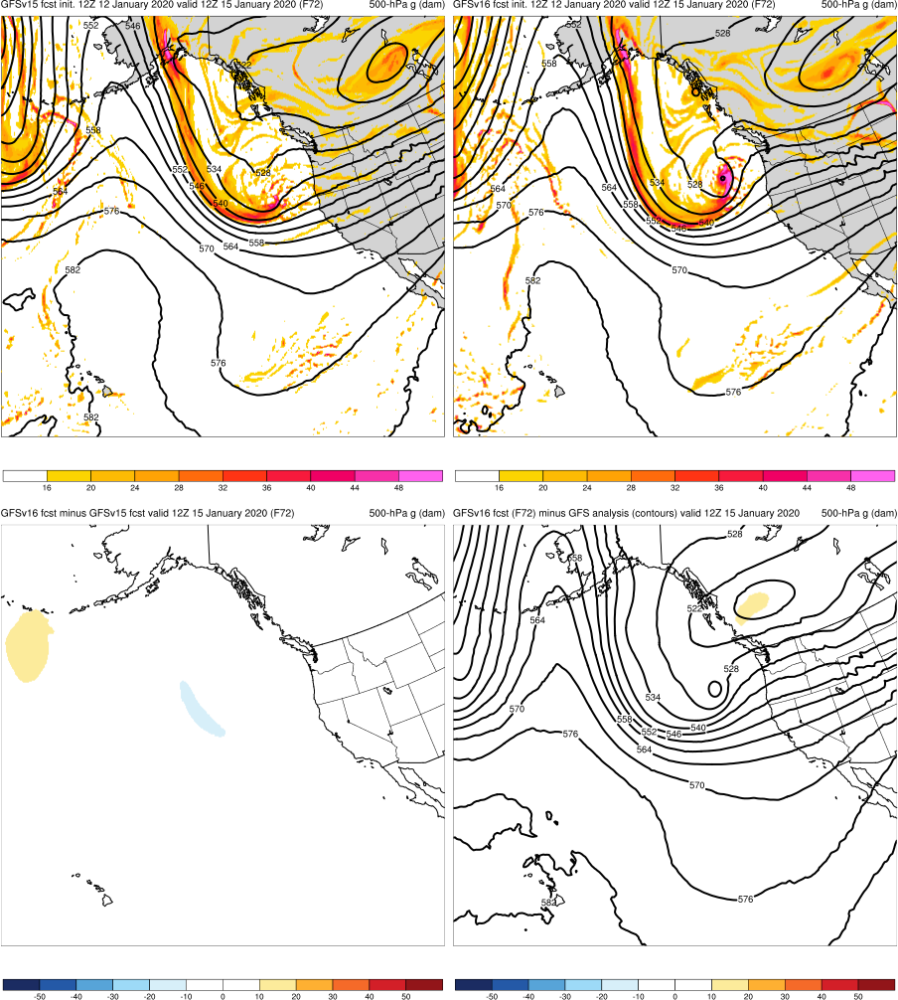 GFSv15 fcst init. 12Z 12 January 2020 valid 12Z 15 January 2020 (F72) 500-hPa g (dam)
552 546
522
558
552 534 528
564 546
540
576
570 564 558
582
576
582
16 20 24 28 32 36 40 44 48
GFSv16 fcst init. 12Z 12 January 2020 valid 12Z 15 January 2020 (F72) 500-hPa g (dam)
552
528
558
564 564 534 528
570 558
576 552 546 540
570
582
576
16 20 24 28 32 36 40 44 48
GFSv16 fcst minus GFSv15 fcst valid 12Z 15 January 2020 (F72) 500-hPa g (dam)
-50 -40 -30 -20 -10 0 10 20 30 40 50
GFSv16 fcst (F72) minus GFS analysis (contours) valid 12Z 15 January 2020 500-hPa g (dam)
528
558
522
564
528
534
570
558
576 552 546 540
564
570
576
582
-50 -40 -30 -20 -10 0 10 20 30 40 50